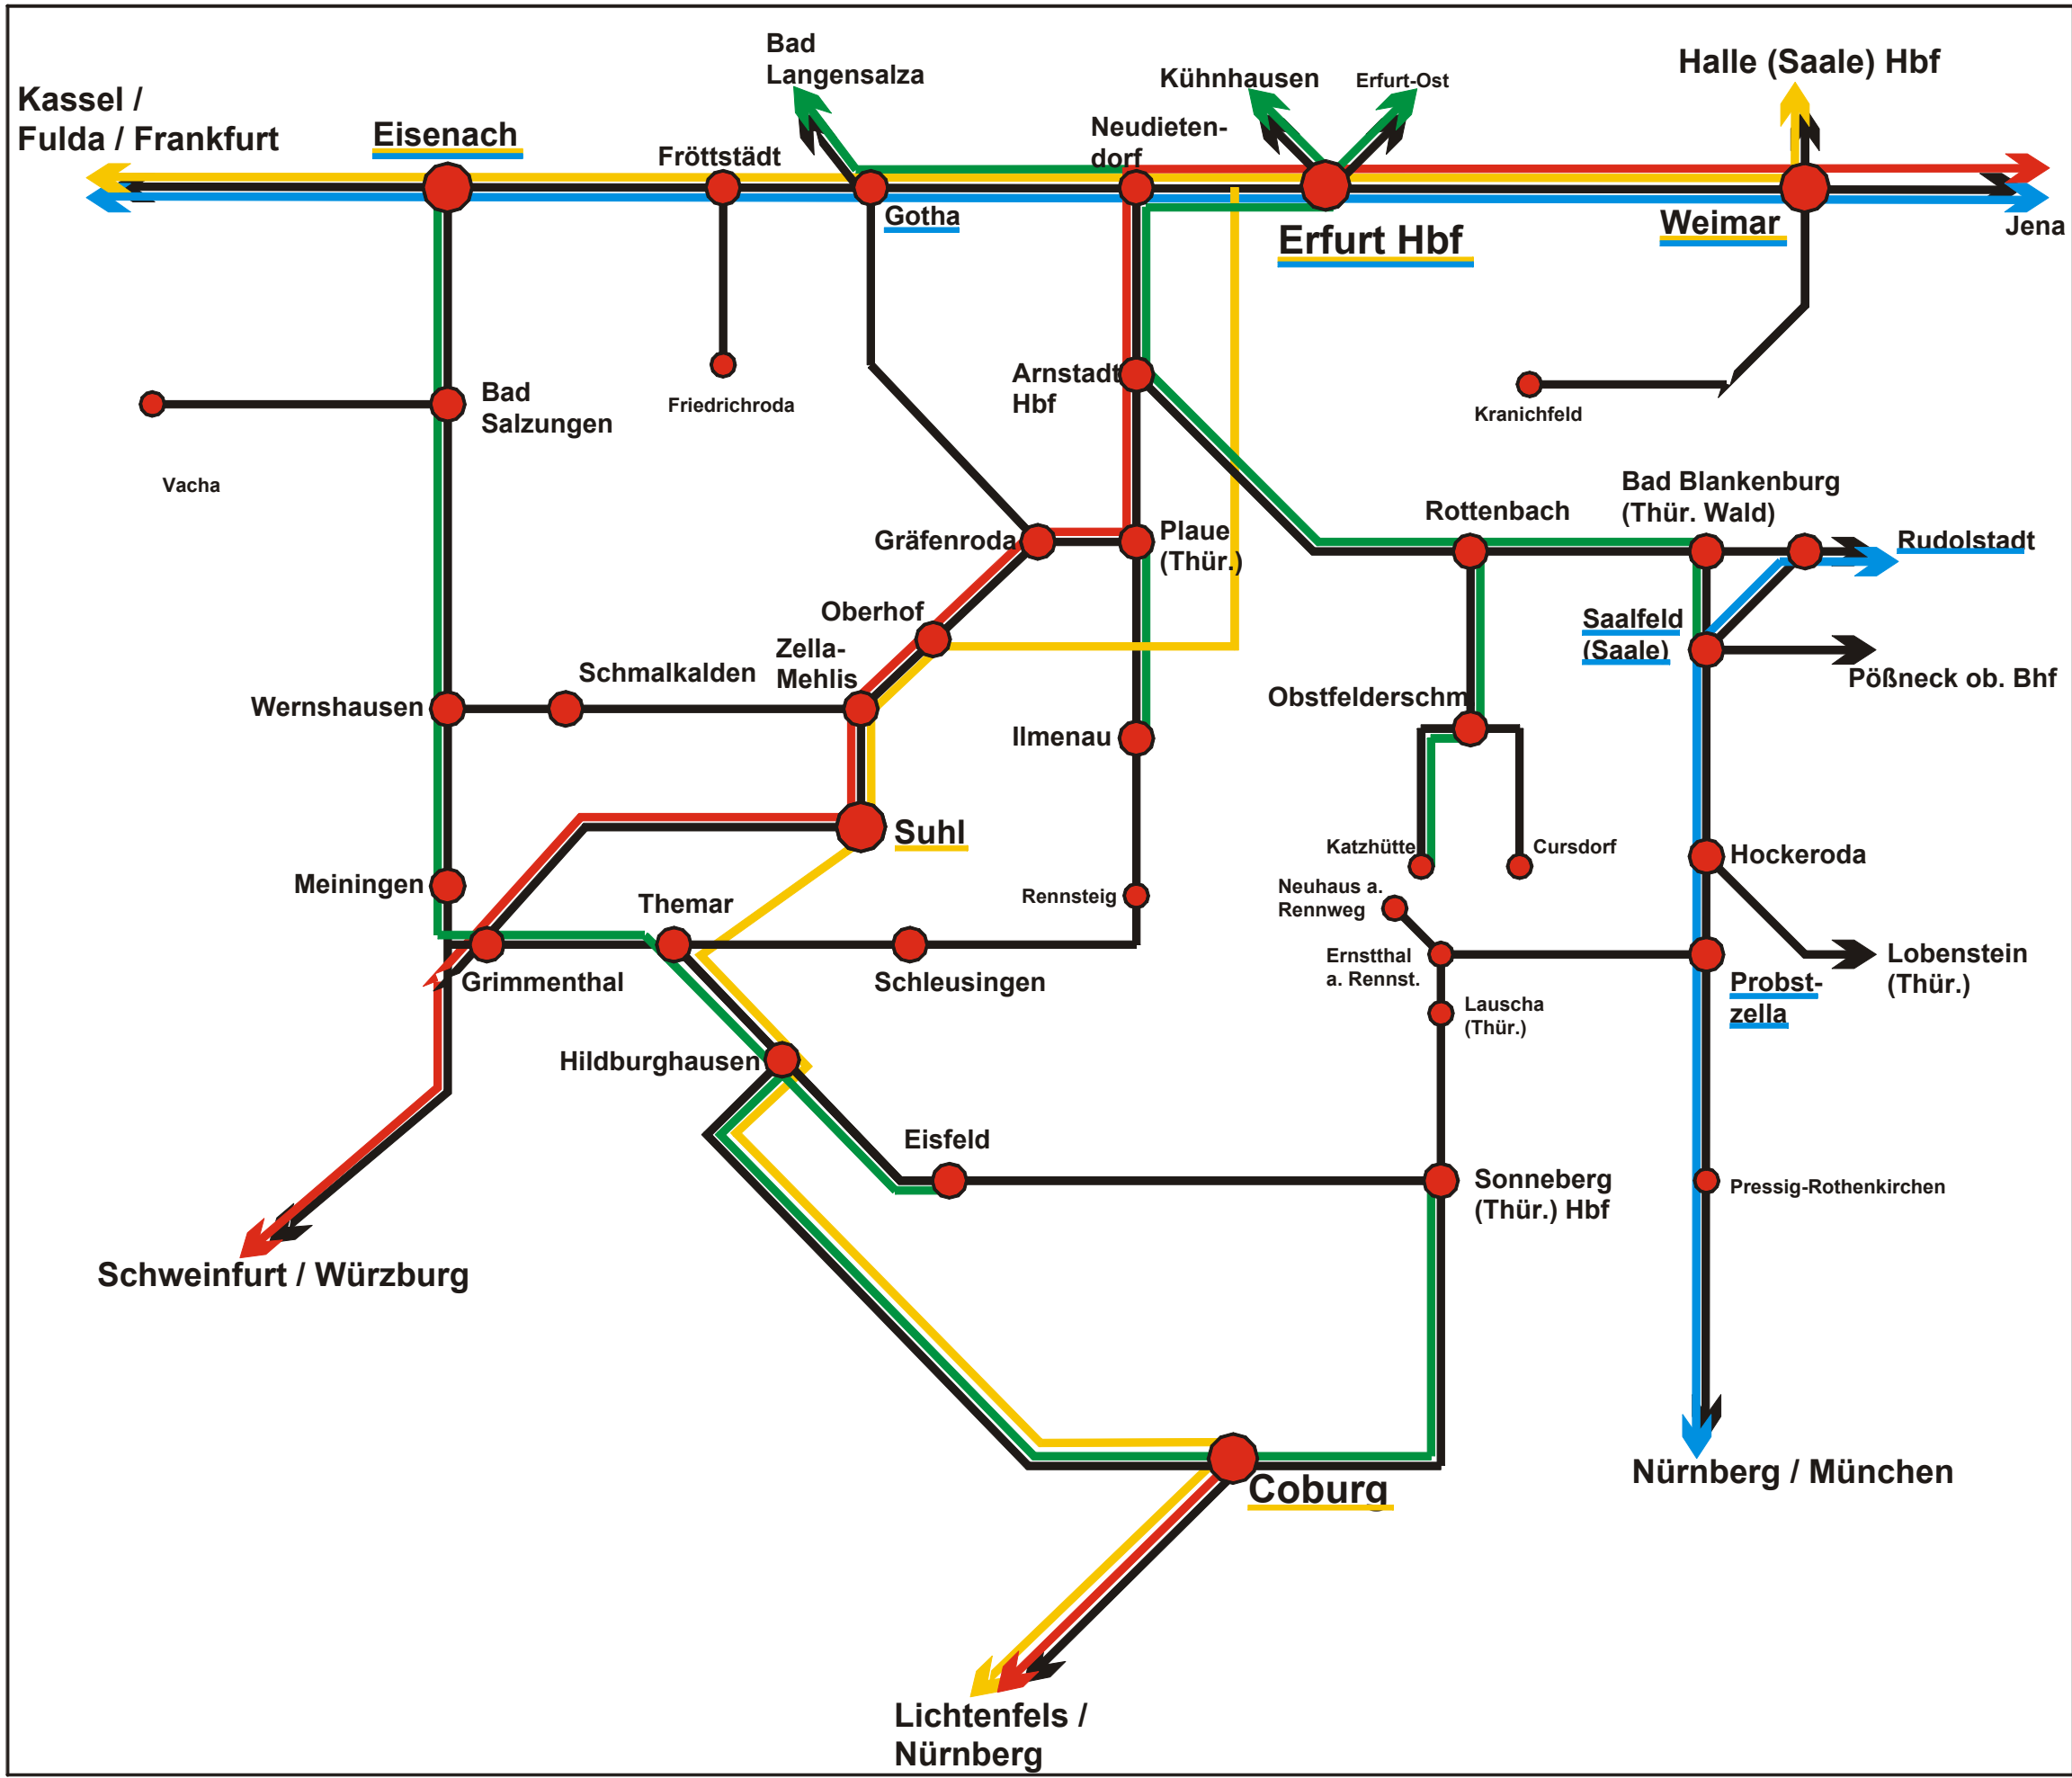 Bad
Langensalza
Kühnhausen
Erfurt-Ost
Halle (Saale) Hbf
Kassel /
Fulda / Frankfurt
Eisenach
Fröttstädt
Neudieten-
dorf
Gotha
Erfurt Hbf
Weimar
Jena
Arnstadt
Hbf
Bad
Salzungen
Friedrichroda
Kranichfeld
Vacha
Bad Blankenburg
(Thür. Wald)
Rottenbach
Gräfenroda
Plaue
(Thür.)
Rudolstadt
Oberhof
Saalfeld
(Saale)
Zella-
Mehlis
Schmalkalden
Pößneck ob. Bhf
Wernshausen
Obstfelderschm
Ilmenau
Suhl
Katzhütte
Cursdorf
Hockeroda
Meiningen
Themar
Rennsteig
Neuhaus a.
Rennweg
Ernstthal
a. Rennst.
Lobenstein
(Thür.)
Grimmenthal
Schleusingen
Probst-
zella
Lauscha
(Thür.)
Hildburghausen
Eisfeld
Sonneberg
(Thür.) Hbf
Pressig-Rothenkirchen
Schweinfurt / Würzburg
Nürnberg / München
Coburg
Lichtenfels /
Nürnberg